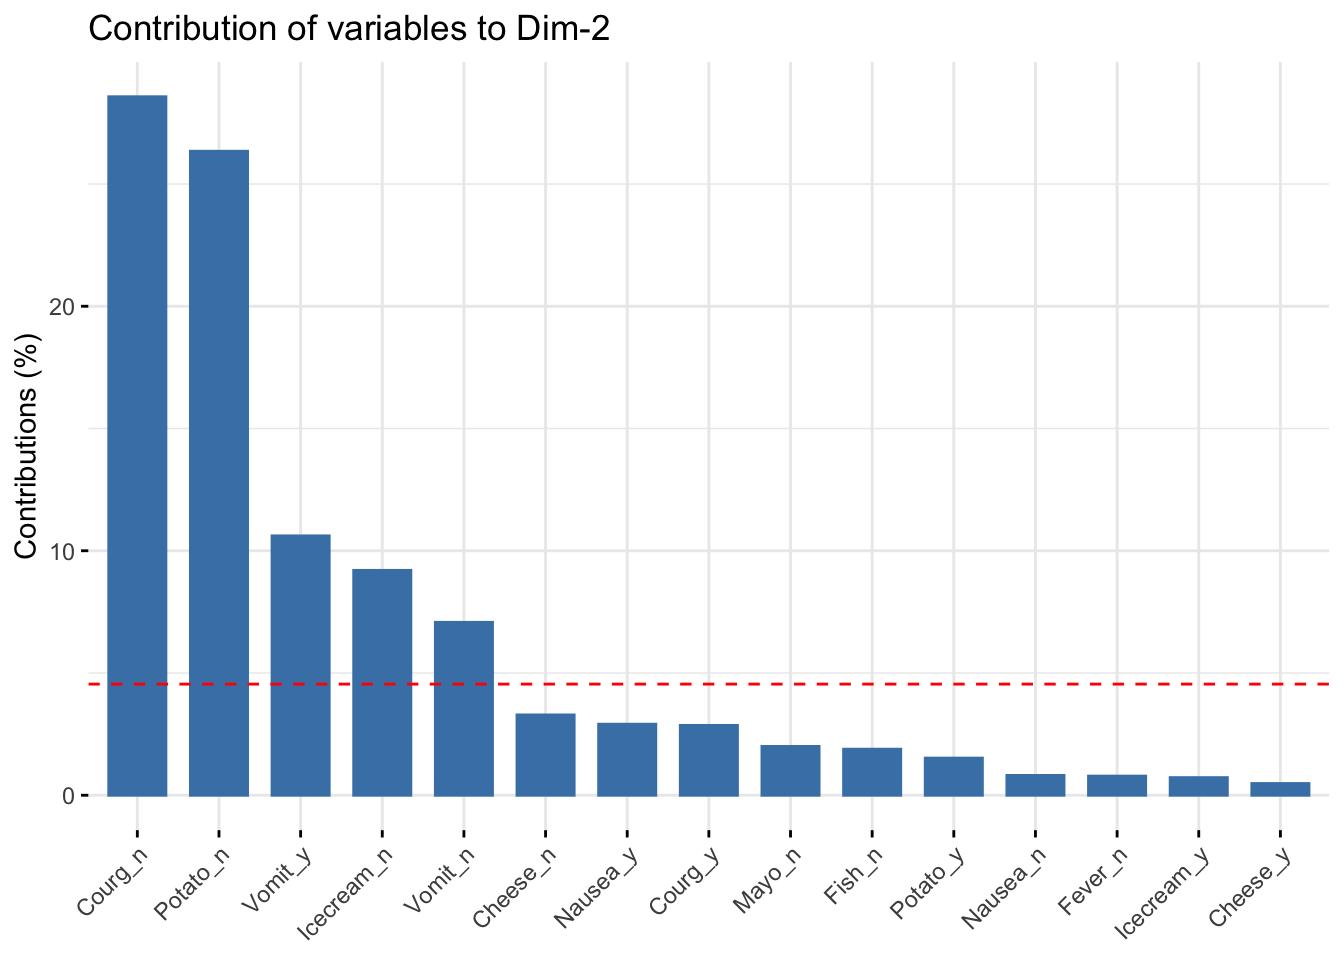 Contribution of variables to Dim-2
Contributions (%)
20
10
0
Courg_n
Potato_n
Vomit_y
Icecream_n
Vomit_n
Cheese_n
Nausea_y
Courg_y
Mayo_n
Fish_n
Potato_y
Nausea_n
Fever_n
Icecream_y
Cheese_y